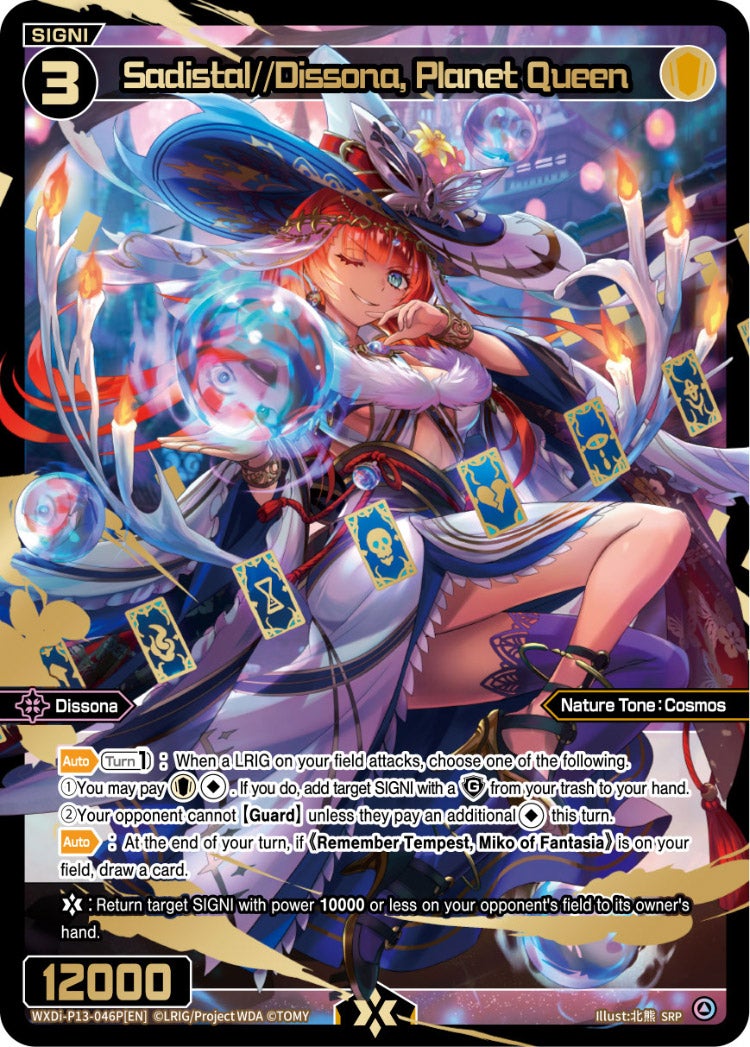 SIGNI
3 Sadistal//Dissona, Planet Queen
Dissona
Nature Tone:Cosmos
Auto Turn 1 : When a LRIG on your field attacks, choose one of the following.
①You may pay . If you do, add target SIGNI with a G from your trash to your hand.
②Your opponent cannot【Guard】unless they pay an additional this turn.
Auto : At the end of your turn, if《Remember Tempest, Miko of Fantasia》is on your
field, draw a card.
: Return target SIGNI with power 10000 or less on your opponent's field to its owner's
hand.
12000
WXDi-P13-046P[EN] ©LRIG/Project WDA ©TOMY
Illust:北熊 SRP